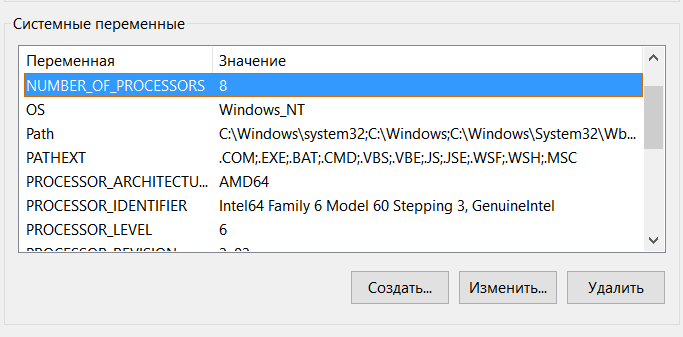 Системные переменные
Переменная Значение
NUMBER_OF_PROCESSORS 8
OS Windows_NT
Path C:\Windows\system32;C:\Windows;C:\Windows\System32\Wb...
PATHEXT .COM;.EXE;.BAT;.CMD;.VBS;.VBE;.JS;.JSE;.WSF;.WSH;.MSC
PROCESSOR_ARCHITECTU... AMD64
PROCESSOR_IDENTIFIER Intel64 Family 6 Model 60 Stepping 3, GenuineIntel
PROCESSOR_LEVEL 6
PROCESSOR_REVISION
Создать... Изменить... Удалить